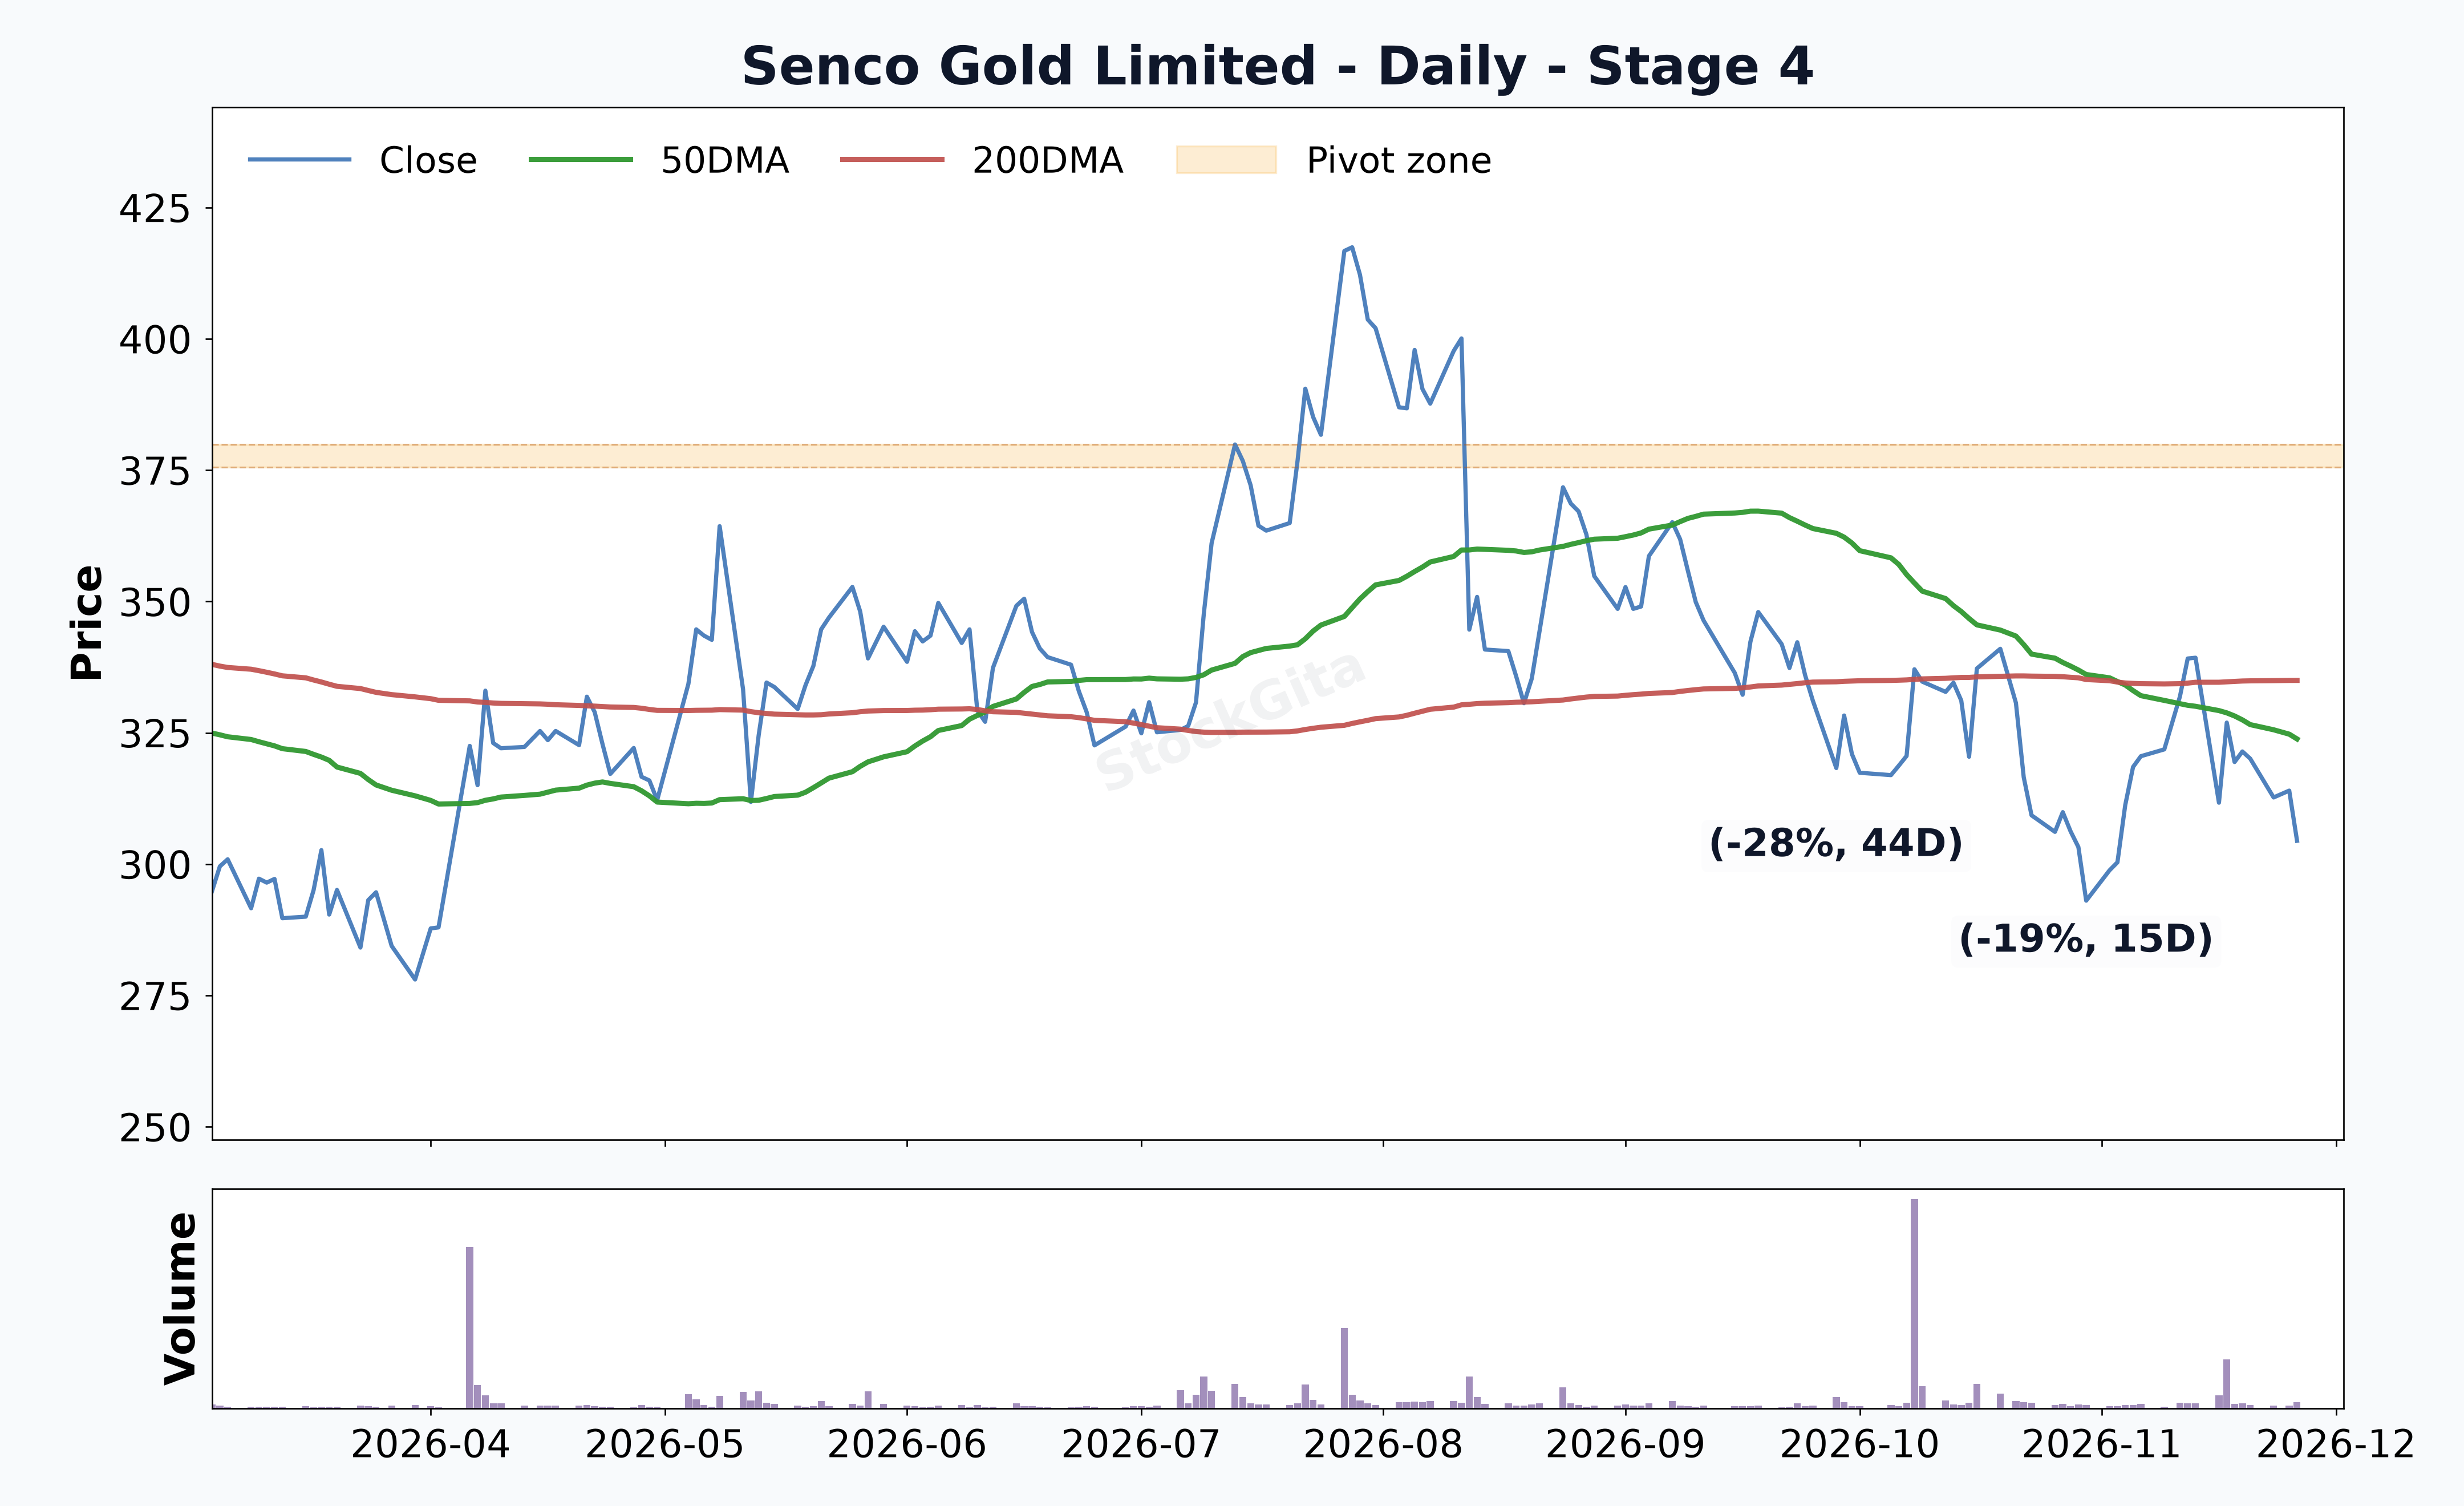 Senco Gold Limited - Daily - Stage 4
Close
50DMA
200DMA
Pivot zone
Price
425
400
375
350
325
300
275
250
StockGita
(-28%, 44D)
(-19%, 15D)
Volume
2026-04
2026-05
2026-06
2026-07
2026-08
2026-09
2026-10
2026-11
2026-12